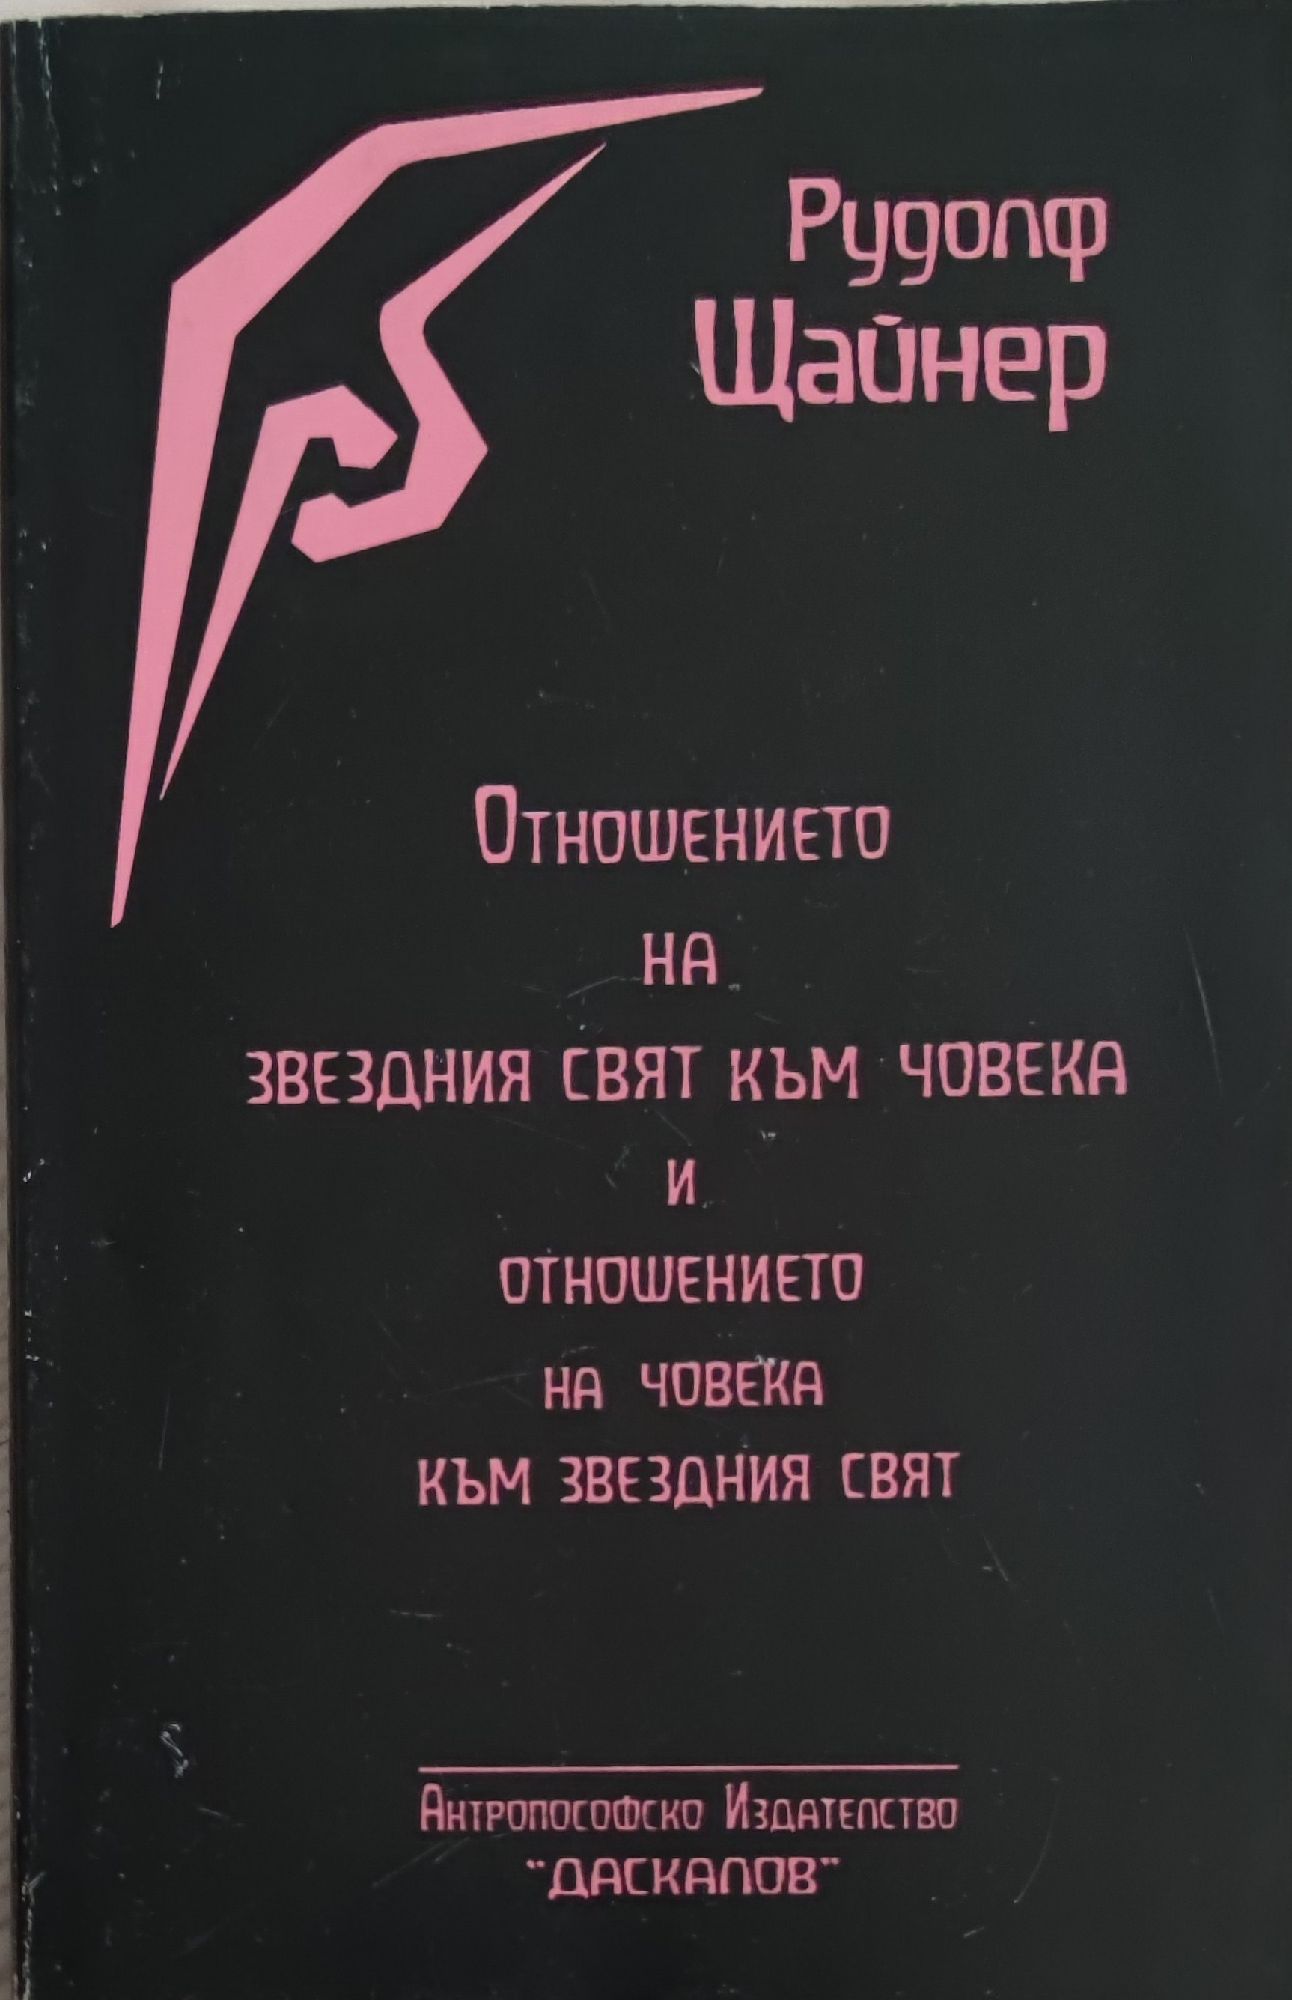 Рудолф
Щайнер
Отношението
на
звездния свят към човека
и
отношението
на човека
към звездния свят
Антропософско Издателство
"Даскалов"